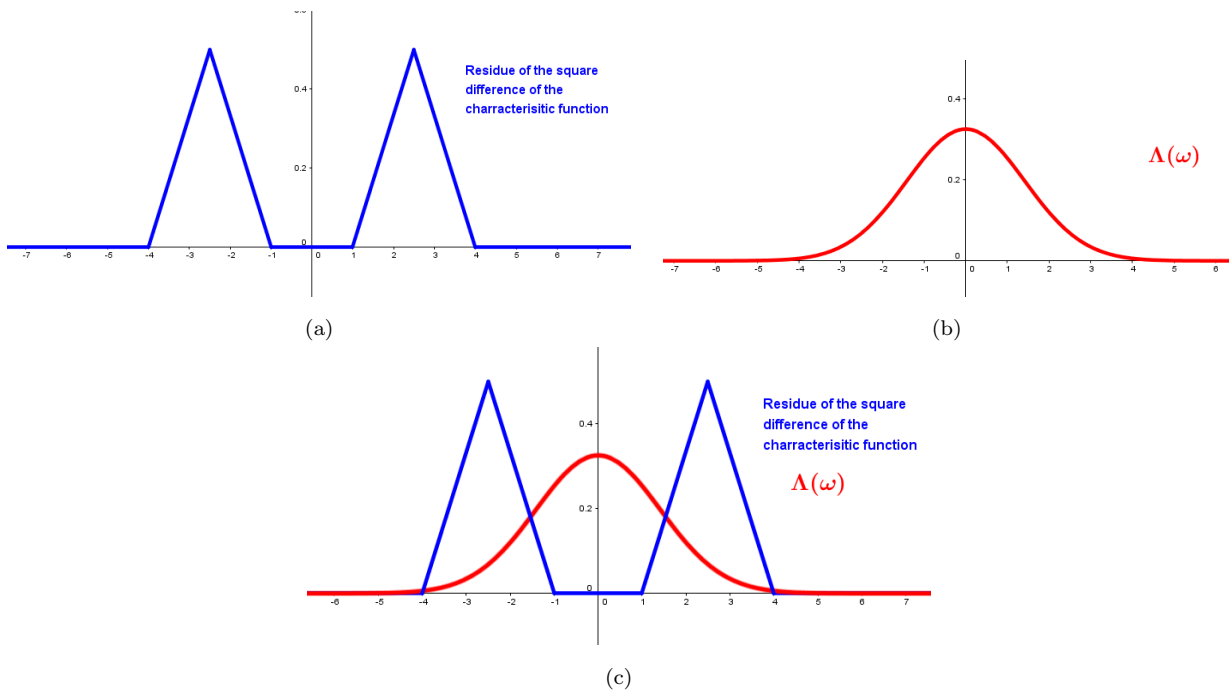 0.6
0.4
0.2
0
-7 -6 -5 -4 -3 -2 -1 0 1 2 3 4 5 6 7
Residue of the square
difference of the
charracterisitic function
(a)
0.4
0.2
0
-7 -6 -5 -4 -3 -2 -1 0 1 2 3 4 5 6
Λ(ω)
(b)
0.4
0.2
0
-6 -5 -4 -3 -2 -1 0 1 2 3 4 5 6 7
Residue of the square
difference of the
charracterisitic function
Λ(ω)
(c)